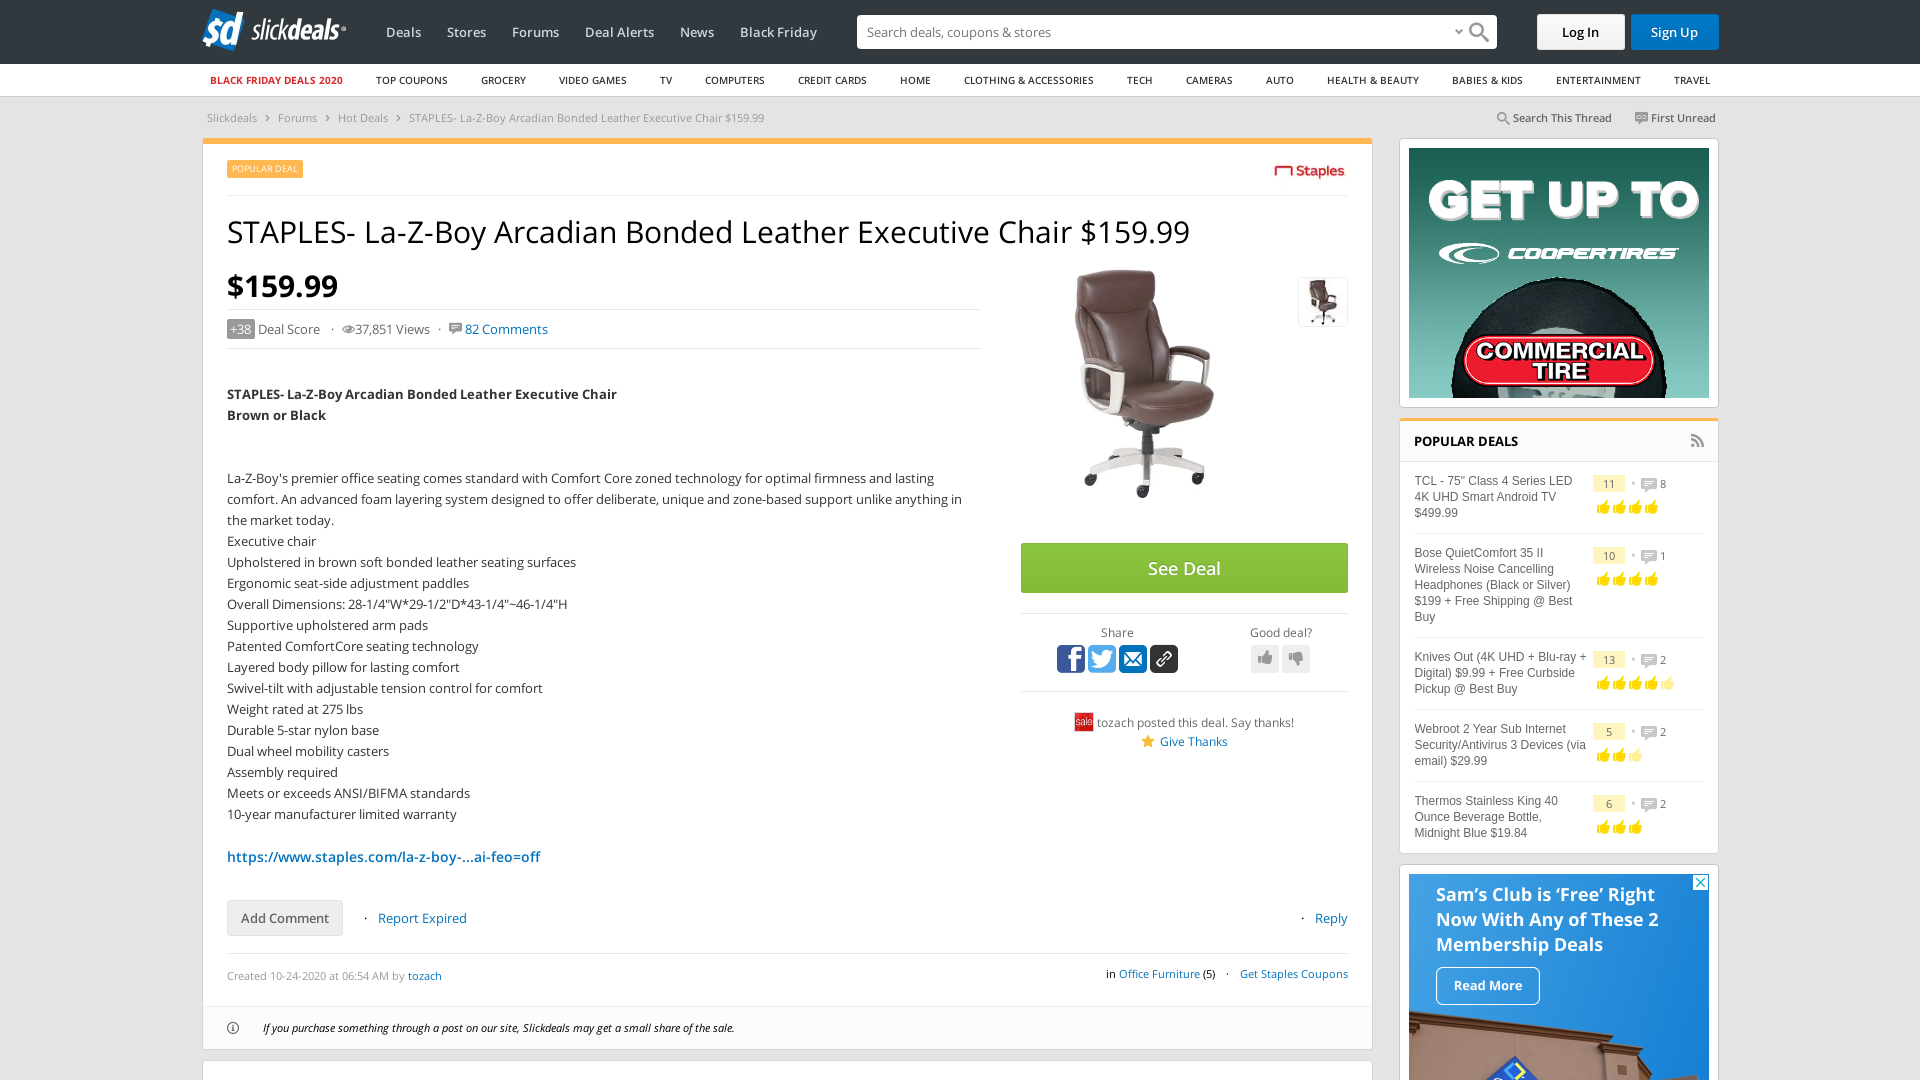 slickdeals
Deals
Stores
Forums
Deal Alerts
News
Black Friday
Search deals, coupons & scores
Log In
Sign Up
BLACK FRIDAY DEALS 2020
TOP COUPONS
GROCERY
VIDEO GAMES
TV
COMPUTERS
CREDIT CARDS
HOME
CLOTHING & ACCESSORIES
TECH
CAMERAS
AUTO
HEALTH & BEAUTY
BABIES & KIDS
ENTERTAINMENT
TRAVEL
Slickdeals > Forums > Hot Deals > STAPLES- La-Z-Boy Arcadian Bonded Leather Executive Chair $159.99
Search This Thread
First Unread
POPULAR DEAL
Staples
STAPLES- La-Z-Boy Arcadian Bonded Leather Executive Chair $159.99
$159.99
+38 Deal Score · 37,851 Views · 82 Comments
STAPLES- La-Z-Boy Arcadian Bonded Leather Executive Chair
Brown or Black
La-Z-Boy's premier office seating comes standard with Comfort Core zoned technology for optimal firmness and lasting
comfort. An advanced foam layering system designed to offer deliberate, unique and zone-based support unlike anything in
the market today.
Executive chair
Upholstered in brown soft bonded leather seating surfaces
Ergonomic seat-side adjustment paddles
Overall Dimensions: 28-1/4"W*29-1/2"D*43-1/4"~46-1/4"H
Supportive upholstered arm pads
Patented ComfortCore seating technology
Layered body pillow for lasting comfort
Swivel-tilt with adjustable tension control for comfort
Weight rated at 275 lbs
Durable 5-star nylon base
Dual wheel mobility casters
Assembly required
Meets or exceeds ANSI/BIFMA standards
10-year manufacturer limited warranty
https://www.staples.com/la-z-boy-...ai-feo=off
Add Comment
· Report Expired
· Reply
Created 10-24-2020 at 06:54 AM by tozach
in Office Furniture (5) · Get Staples Coupons
If you purchase something through a post on our site, Slickdeals may get a small share of the sale.
See Deal
Share
Good deal?
sale tozach posted this deal. Say thanks!
Give Thanks
GET UP TO
COOPERTIRES
COMMERCIAL
TIRE
POPULAR DEALS
TCL - 75" Class 4 Series LED
4K UHD Smart Android TV
$499.99
11 · 8
Bose QuietComfort 35 II
Wireless Noise Cancelling
Headphones (Black or Silver)
$199 + Free Shipping @ Best
Buy
10 · 1
Knives Out (4K UHD + Blu-ray +
Digital) $9.99 + Free Curbside
Pickup @ Best Buy
13 · 2
Webroot 2 Year Sub Internet
Security/Antivirus 3 Devices (via
email) $29.99
5 · 2
Thermos Stainless King 40
Ounce Beverage Bottle,
Midnight Blue $19.84
6 · 2
Sam's Club is 'Free' Right
Now With Any of These 2
Membership Deals
Read More